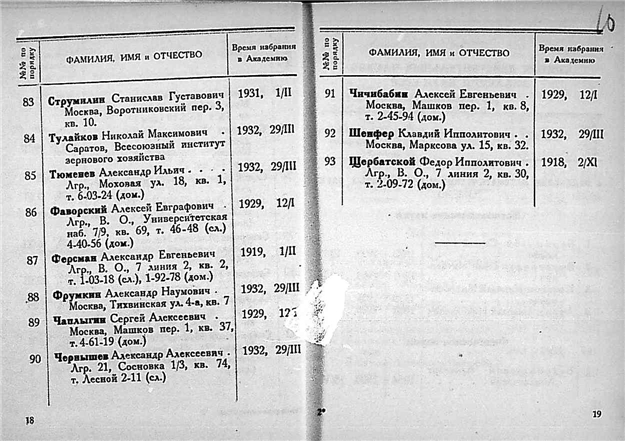 №№ по порядку
ФАМИЛИЯ, ИМЯ и ОТЧЕСТВО
Время избрания в Академию
83 Струмилин Станислав Густавович 1931, 1/II
Москва, Воротниковский пер. 3,
кв. 10.
84 Тулайков Николай Максимович . 1932, 29/III
Саратов, Всесоюзный институт
зернового хозяйства
85 Тюменев Александр Ильич . . . . 1932, 29/III
Лгр., Моховая ул. 18, кв. 1,
т. 6-03-24 (дом.)
86 Фаворский Алексей Евграфович . 1929, 12/I
Лгр., В. О., Университетская
наб. 7/9, кв. 69, т. 46-48 (сл.)
4-40-56 (дом.)
87 Ферсман Александр Евгеньевич 1919, 1/II
Лгр., В. О., 7 линия 2, кв. 2,
т. 1-03-18 (сл.), 1-92-78 (дом.)
88 Фрумкин Александр Наумович . 1932, 29/III
Москва, Тихвинская ул. 4-а, кв. 7
89 Чаплыгин Сергей Алексеевич . 1929,
Москва, Машков пер. 1, кв. 37,
т. 4-61-19 (дом.)
90 Чернышев Александр Алексеевич . 1932, 29/III
Лгр. 21, Сосновка 1/3, кв. 74,
т. Лесной 2-11 (сл.)
18
№№ по порядку
ФАМИЛИЯ, ИМЯ и ОТЧЕСТВО
Время избрания в Академию
91 Чичибабин Алексей Евгеньевич . 1929, 12/I
Москва, Машков пер. 1, кв. 8,
т. 2-45-94 (дом.)
92 Шенфер Клавдий Ипполитович . . 1932, 29/III
Москва, Марксова ул. 15, кв. 32.
93 Щербатской Федор Ипполитович . 1918, 2/XI
Лгр., В. О., 7 линия 2, кв. 30,
т. 2-09-72 (дом.)
2*
19